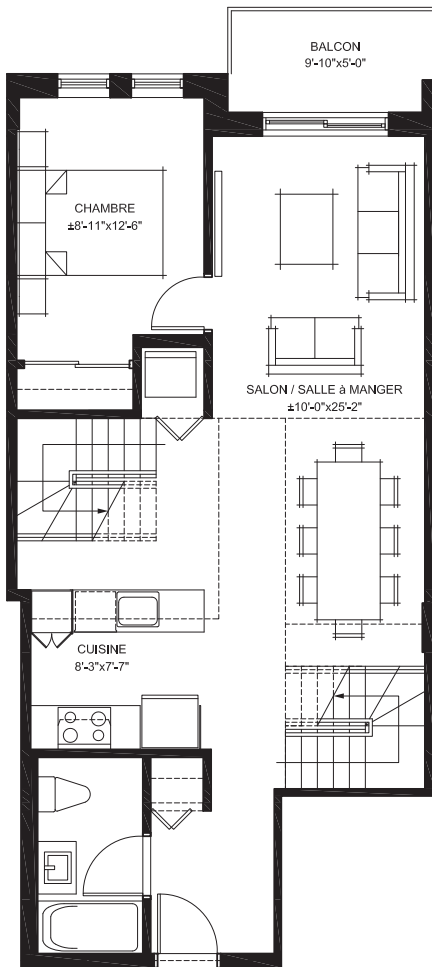 BALCON
9'-10"x5'-0"
CHAMBRE
±8'-11"x12'-6"
SALON / SALLE à MANGER
±10'-0"x25'-2"
CUISINE
8'-3"x7'-7"